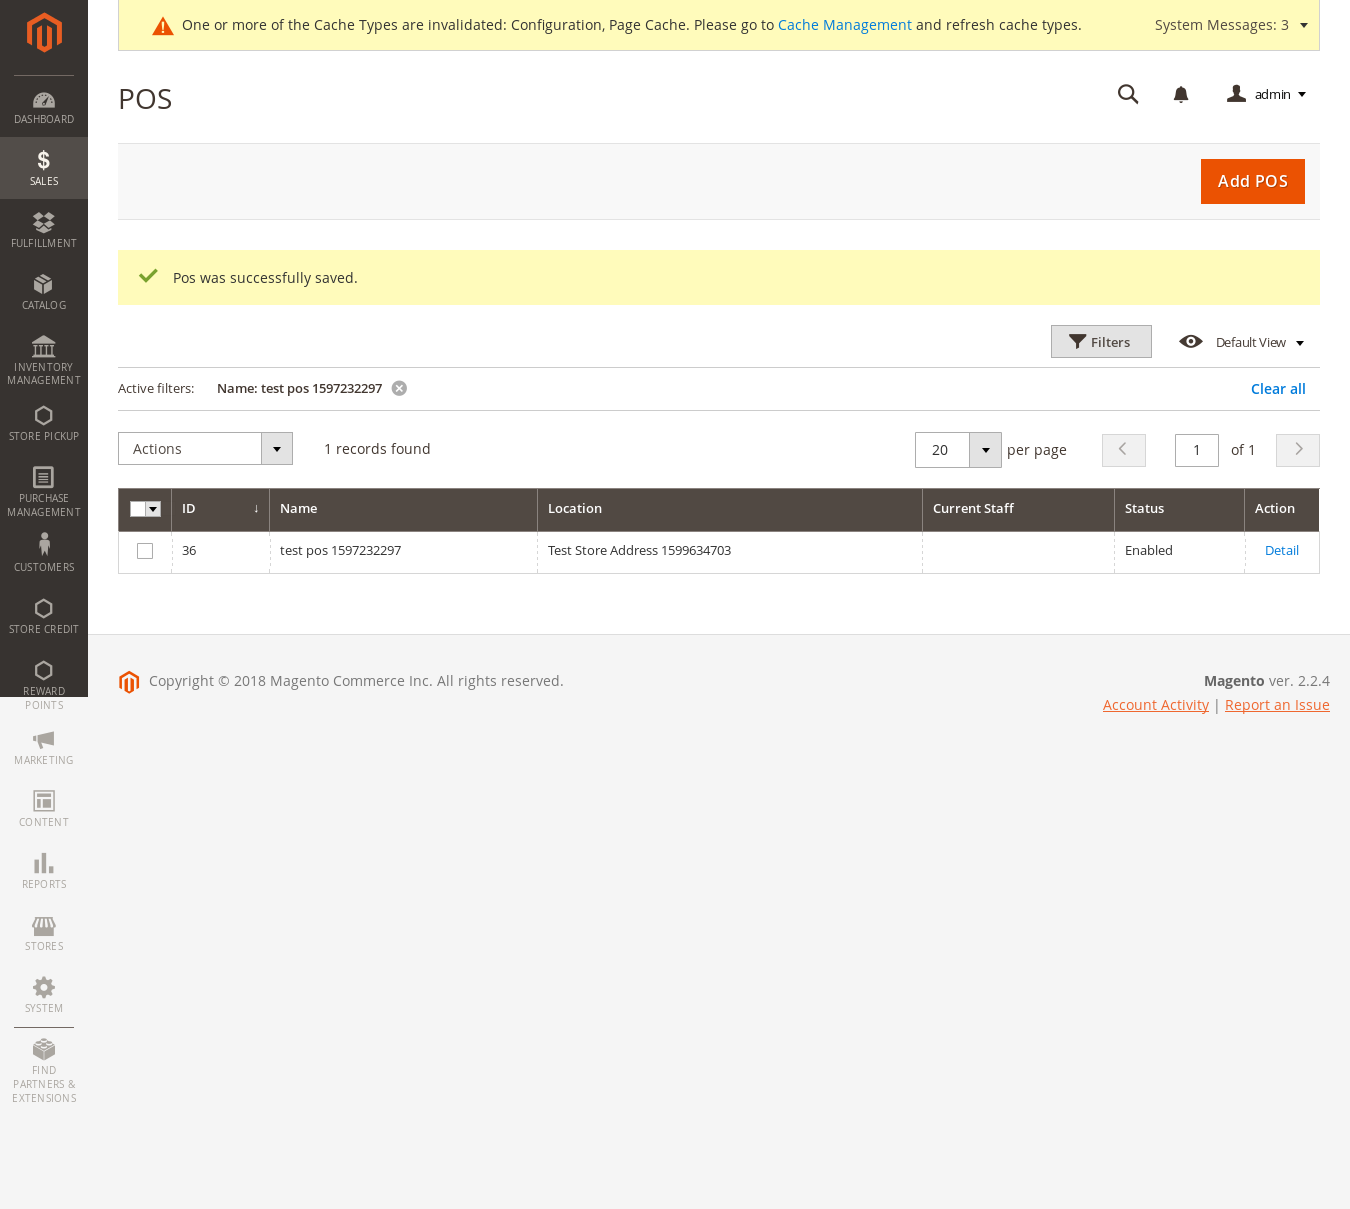 One or more of the Cache Types are invalidated: Configuration, Page Cache. Please go to Cache Management and refresh cache types.
System Messages: 3
POS
admin
Add POS
Pos was successfully saved.
Filters
Default View
Active filters:
Name: test pos 1597232297
Clear all
Actions
1 records found
20
per page
1
of 1
ID ↓ Name Location Current Staff Status Action
36 test pos 1597232297 Test Store Address 1599634703 Enabled Detail
Copyright © 2018 Magento Commerce Inc. All rights reserved.
Magento ver. 2.2.4
Account Activity | Report an Issue
DASHBOARD
$
SALES
FULFILLMENT
CATALOG
INVENTORY
MANAGEMENT
STORE PICKUP
PURCHASE
MANAGEMENT
CUSTOMERS
STORE CREDIT
REWARD
POINTS
MARKETING
CONTENT
REPORTS
STORES
SYSTEM
FIND
PARTNERS &
EXTENSIONS